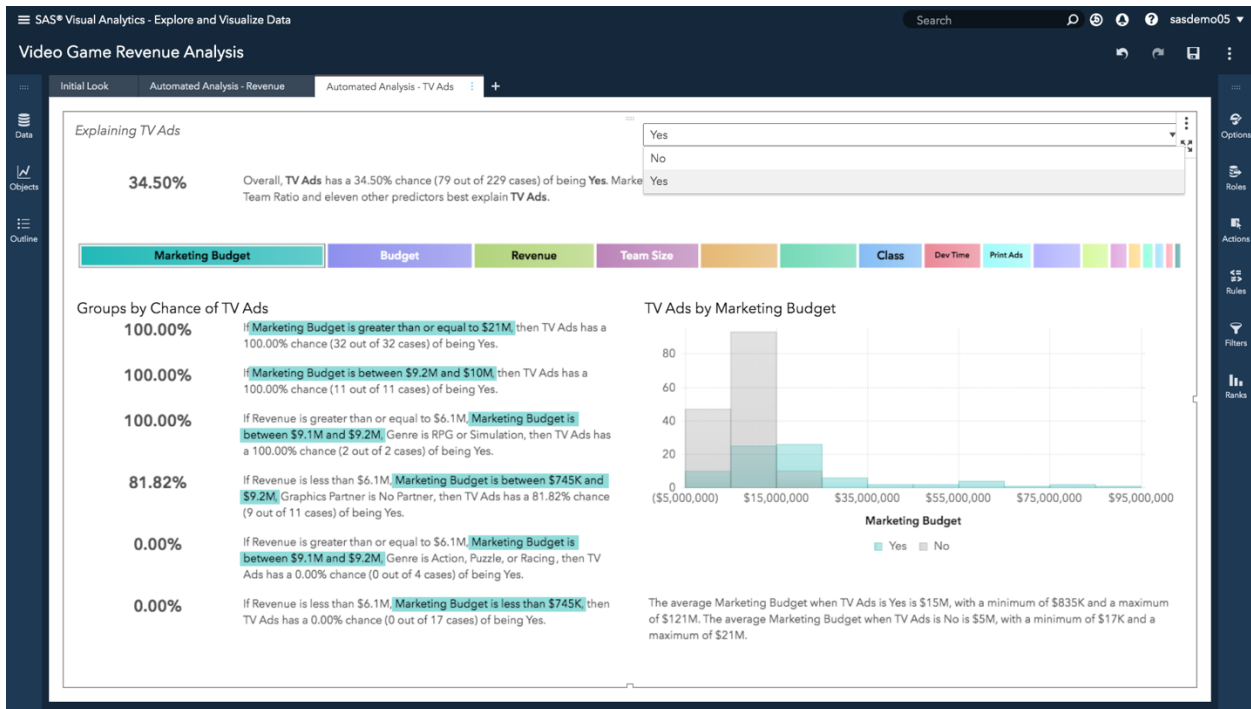 SAS® Visual Analytics - Explore and Visualize Data
Search
sasdemo05
Video Game Revenue Analysis
Initial Look
Automated Analysis - Revenue
Automated Analysis - TV Ads
+
Data
Objects
Outline
Options
Roles
Actions
Rules
Filters
Ranks
Explaining TV Ads
Yes
No
Yes
34.50%
Overall, TV Ads has a 34.50% chance (79 out of 229 cases) of being Yes. Marke
Team Ratio and eleven other predictors best explain TV Ads.
Marketing Budget
Budget
Revenue
Team Size
Class
Dev Time
Print Ads
Groups by Chance of TV Ads
100.00%
If Marketing Budget is greater than or equal to $21M, then TV Ads has a
100.00% chance (32 out of 32 cases) of being Yes.
100.00%
If Marketing Budget is between $9.2M and $10M, then TV Ads has a
100.00% chance (11 out of 11 cases) of being Yes.
100.00%
If Revenue is greater than or equal to $6.1M, Marketing Budget is
between $9.1M and $9.2M, Genre is RPG or Simulation, then TV Ads has
a 100.00% chance (2 out of 2 cases) of being Yes.
81.82%
If Revenue is less than $6.1M, Marketing Budget is between $745K and
$9.2M, Graphics Partner is No Partner, then TV Ads has a 81.82% chance
(9 out of 11 cases) of being Yes.
0.00%
If Revenue is greater than or equal to $6.1M, Marketing Budget is
between $9.1M and $9.2M, Genre is Action, Puzzle, or Racing, then TV
Ads has a 0.00% chance (0 out of 4 cases) of being Yes.
0.00%
If Revenue is less than $6.1M, Marketing Budget is less than $745K, then
TV Ads has a 0.00% chance (0 out of 17 cases) of being Yes.
TV Ads by Marketing Budget
80
60
40
20
0
($5,000,000)
$15,000,000
$35,000,000
$55,000,000
$75,000,000
$95,000,000
Marketing Budget
Yes
No
The average Marketing Budget when TV Ads is Yes is $15M, with a minimum of $835K and a maximum
of $121M. The average Marketing Budget when TV Ads is No is $5M, with a minimum of $17K and a
maximum of $21M.